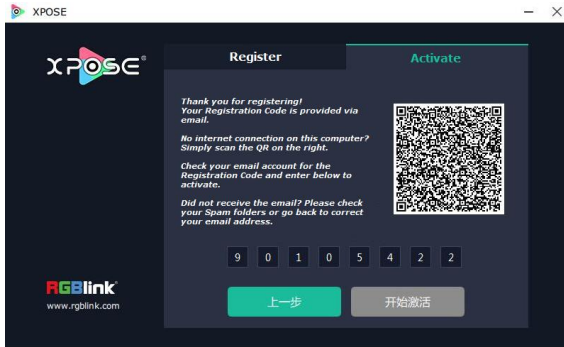 XPOSE
XPOSE®
Register
Activate
Thank you for registering!
Your Registration Code is provided via
email.
No internet connection on this computer?
Simply scan the QR on the right.
Check your email account for the
Registration Code and enter below to
activate.
Did not receive the email? Please check
your Spam folders or go back to correct
your email address.
9 0 1 0 5 4 2 2
RGBlink®
www.rgblink.com
上一步
开始激活